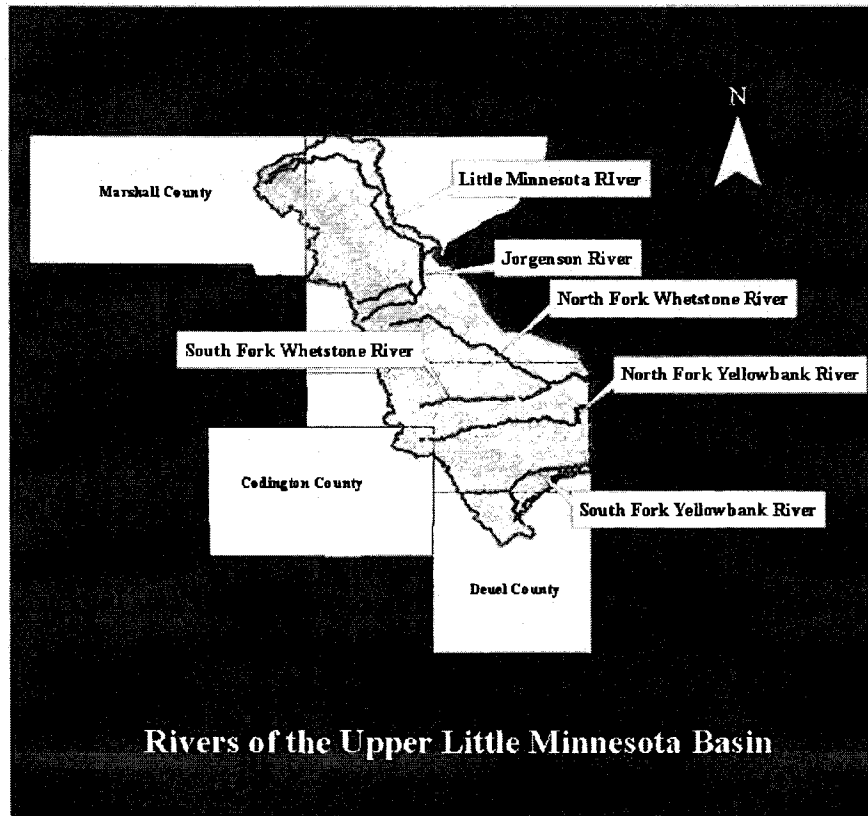 N
Marshall County
Little Minnesota RIver
Jorgenson River
North Fork Whetstone River
South Fork Whetstone River
North Fork Yellowbank River
Codington County
South Fork Yellowbank River
Deuel County
Rivers of the Upper Little Minnesota Basin